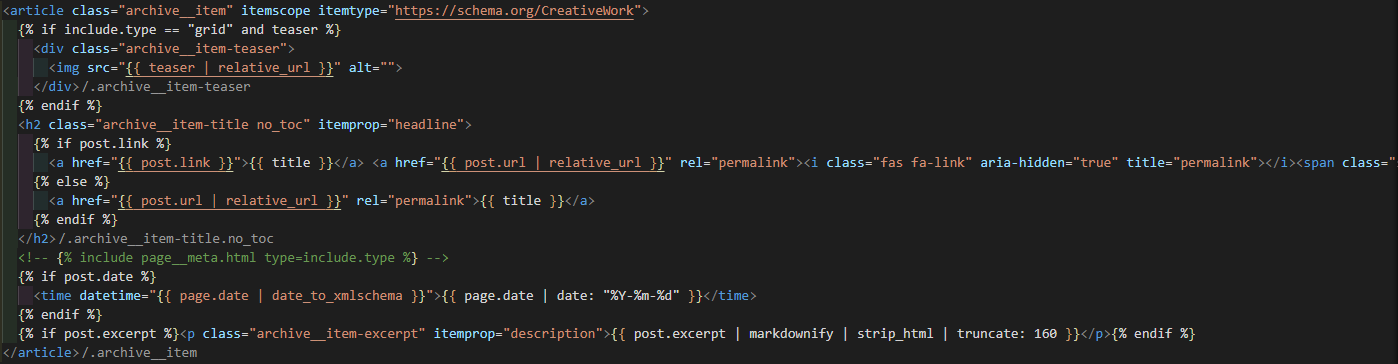 <article class="archive__item" itemscope itemtype="https://schema.org/CreativeWork">
{% if include.type == "grid" and teaser %}
<div class="archive__item-teaser">
<img src="{{ teaser | relative_url }}" alt="">
</div>/.archive__item-teaser
{% endif %}
<h2 class="archive__item-title no_toc" itemprop="headline">
{% if post.link %}
<a href="{{ post.link }}">{{ title }}</a> <a href="{{ post.url | relative_url }}" rel="permalink"><i class="fas fa-link" aria-hidden="true" title="permalink"></i><span class="
{% else %}
<a href="{{ post.url | relative_url }}" rel="permalink">{{ title }}</a>
{% endif %}
</h2>/.archive__item-title.no_toc
<!-- {% include page__meta.html type=include.type %} -->
{% if post.date %}
<time datetime="{{ page.date | date_to_xmlschema }}">{{ page.date | date: "%Y-%m-%d" }}</time>
{% endif %}
{% if post.excerpt %}<p class="archive__item-excerpt" itemprop="description">{{ post.excerpt | markdownify | strip_html | truncate: 160 }}</p>{% endif %}
</article>/.archive__item